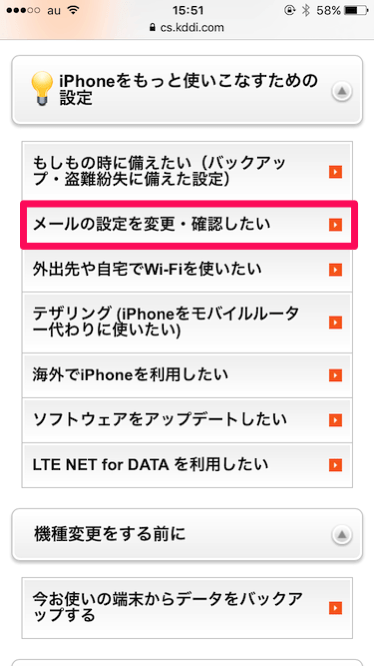 au 15:51 58%
cs.kddi.com
iPhoneをもっと使いこなすための
設定
もしもの時に備えたい（バックアッ
プ・盗難紛失に備えた設定）
メールの設定を変更・確認したい
外出先や自宅でWi-Fiを使いたい
テザリング (iPhoneをモバイルルータ
ー代わりに使いたい)
海外でiPhoneを利用したい
ソフトウェアをアップデートしたい
LTE NET for DATA を利用したい
機種変更をする前に
今お使いの端末からデータをバックア
ップする